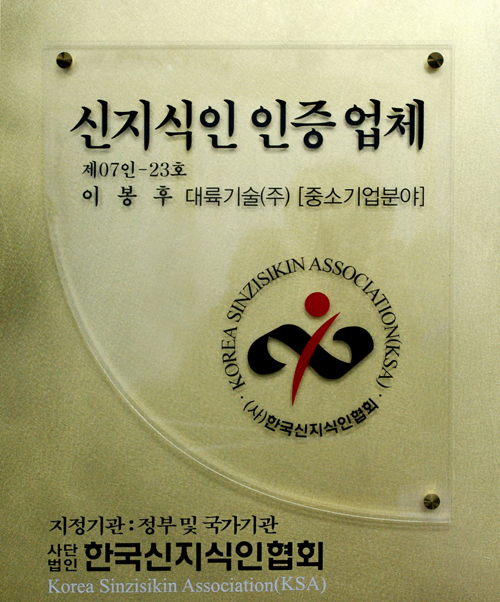 신지식인 인증 업체
제07인-23호
이 봉 후 대륙기술(주) [중소기업분야]
KOREA SINZISIKIN ASSOCIATION(KSA)
(사)한국신지식인협회
지정기관 : 정부 및 국가기관
사단
법인 한국신지식인협회
Korea Sinzisikin Association(KSA)